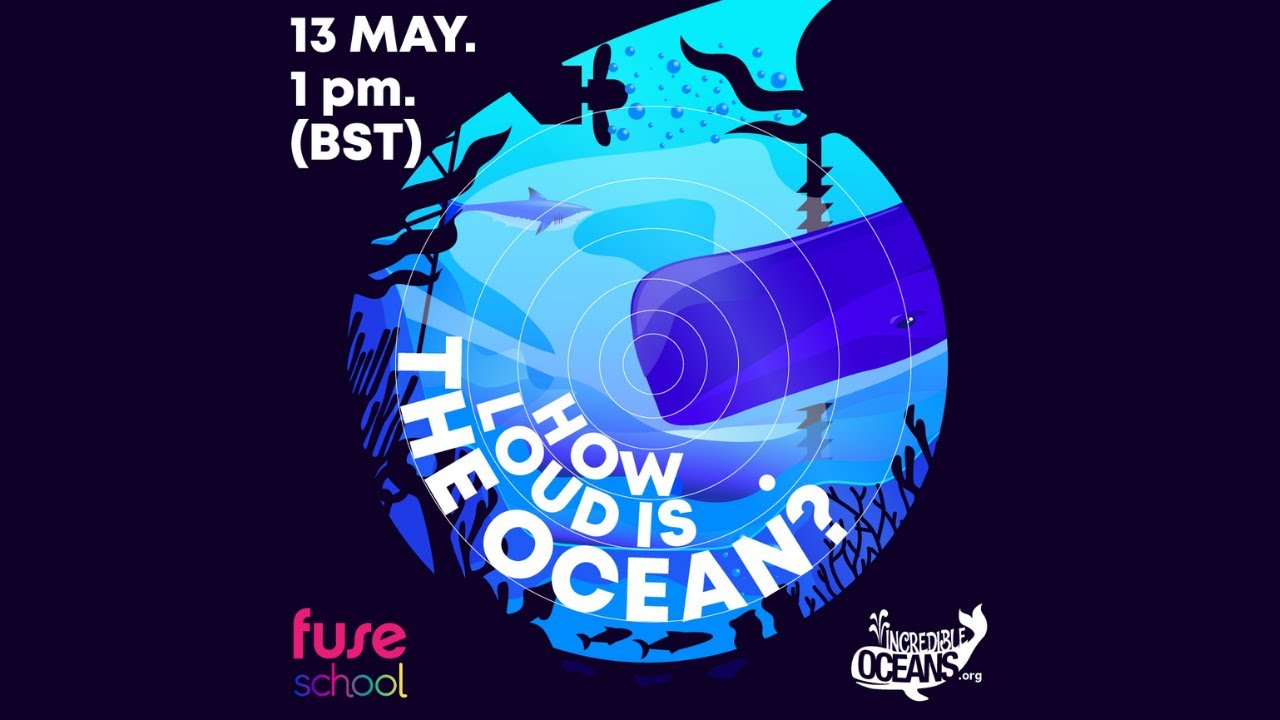 13 MAY.
1 pm.
(BST)
HOW
LOUD IS
THE OCEAN?
fuse
school
INCREDIBLE
OCEANS.org